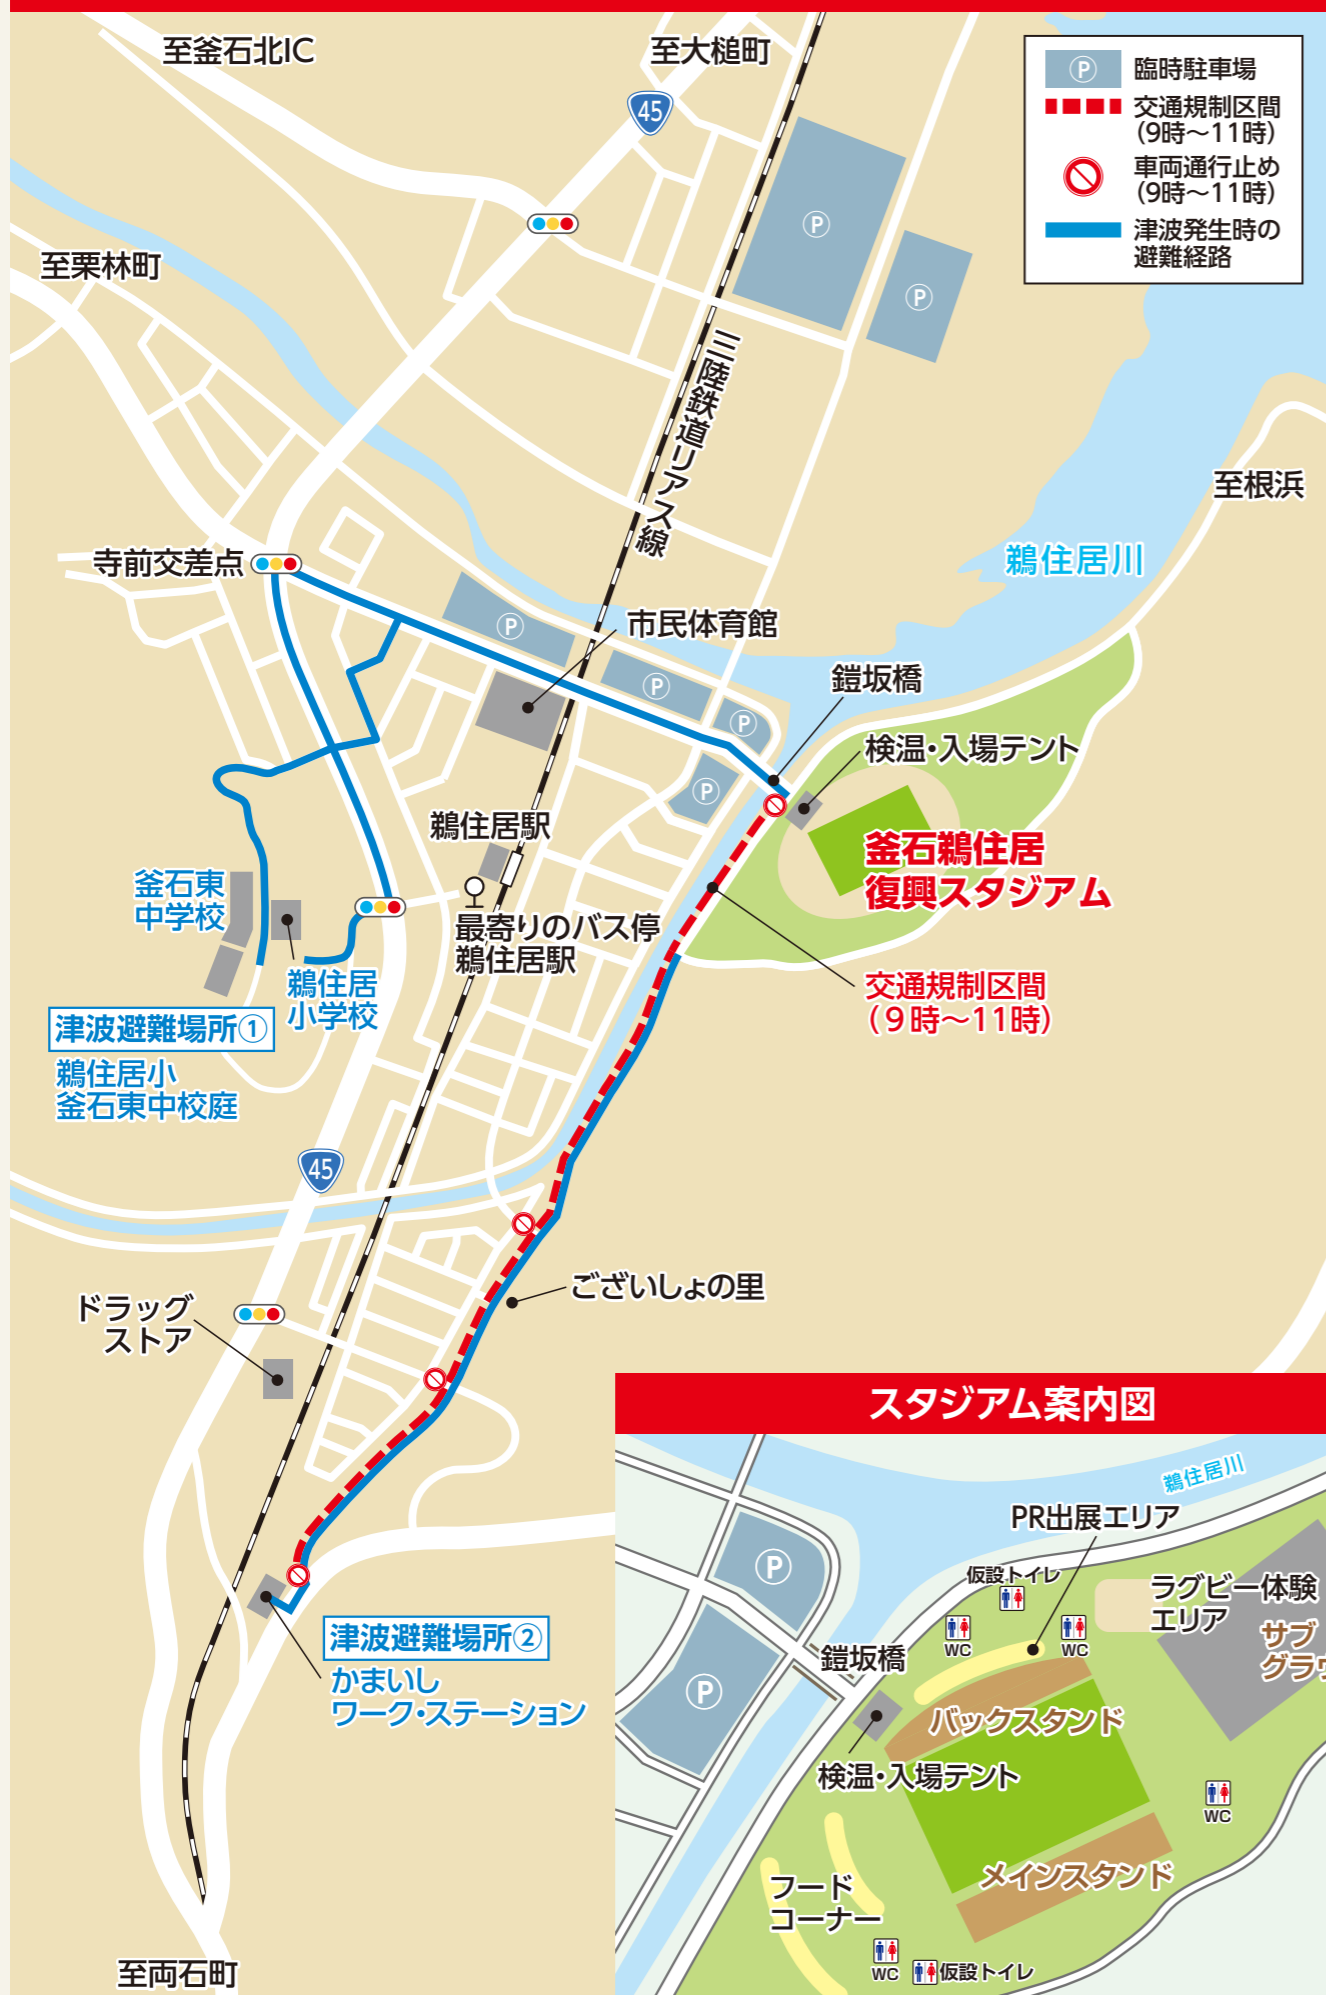 至釜石北IC
至大槌町
45
Ⓟ 臨時駐車場
交通規制区間
(9時～11時)
車両通行止め
(9時～11時)
津波発生時の
避難経路
Ⓟ
Ⓟ
至栗林町
三陸鉄道リアス線
至根浜
鵜住居川
寺前交差点
Ⓟ
市民体育館
Ⓟ
鎧坂橋
Ⓟ
検温・入場テント
Ⓟ
鵜住居駅
釜石鵜住居
復興スタジアム
釜石東
中学校
最寄りのバス停
鵜住居駅
鵜住居
小学校
交通規制区間
(９時～11時)
津波避難場所①
鵜住居小
釜石東中校庭
45
ございしょの里
ドラッグ
ストア
津波避難場所②
かまいし
ワーク・ステーション
至両石町
スタジアム案内図
鵜住居川
PR出展エリア
Ⓟ
仮設トイレ
ラグビー体験
エリア
WC
WC
サブ
グラウ
鎧坂橋
Ⓟ
バックスタンド
検温・入場テント
WC
メインスタンド
フード
コーナー
WC
仮設トイレ